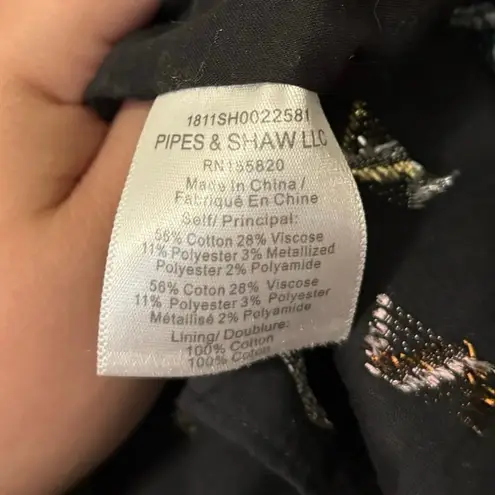 1811SH0022581
PIPES & SHAW LLC
RN155820
Made In China /
Fabriqué En Chine
Self/ Principal:
56% Cotton 28% Viscose
11% Polyester 3% Metallized
Polyester 2% Polyamide
56% Coton 28% Viscose
11% Polyester 3% Polyester
Métallisé 2% Polyamide
Lining/ Doublure:
100% Cotton
100% Coton